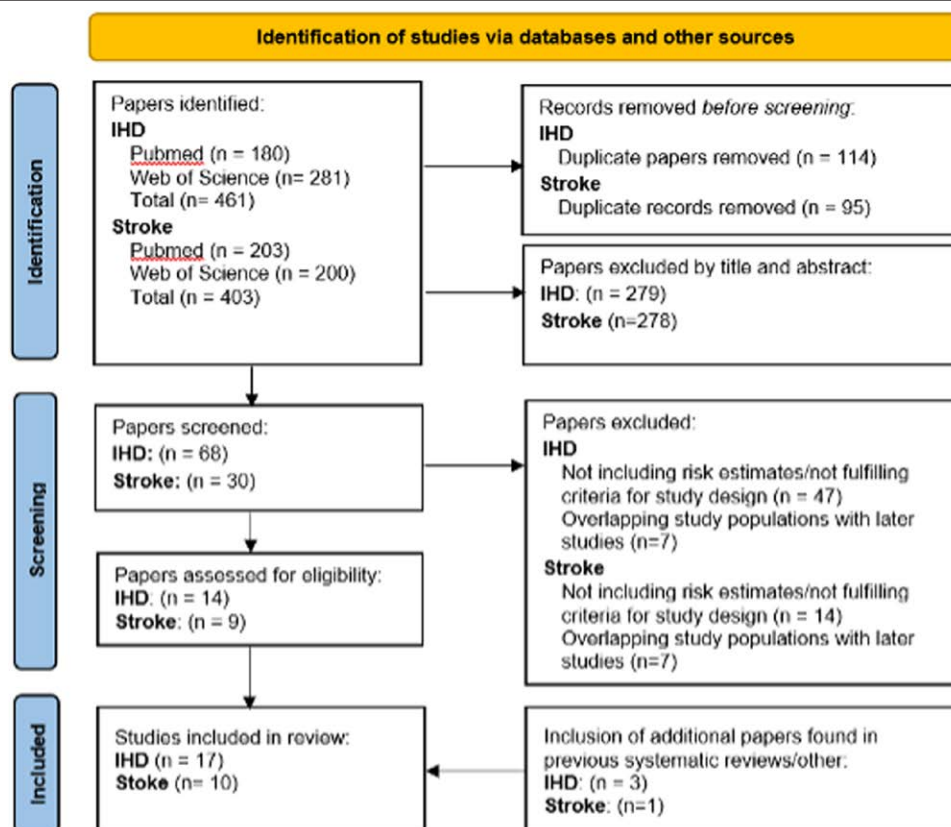 Identification of studies via databases and other sources
Identification
Papers identified:
IHD
Pubmed (n = 180)
Web of Science (n= 281)
Total (n= 461)
Stroke
Pubmed (n = 203)
Web of Science (n = 200)
Total (n = 403)
Records removed before screening:
IHD
Duplicate papers removed (n = 114)
Stroke
Duplicate records removed (n = 95)
Papers excluded by title and abstract:
IHD: (n = 279)
Stroke (n=278)
Screening
Papers screened:
IHD: (n = 68)
Stroke: (n = 30)
Papers excluded:
IHD
Not including risk estimates/not fulfilling
criteria for study design (n = 47)
Overlapping study populations with later
studies (n=7)
Stroke
Not including risk estimates/not fulfilling
criteria for study design (n = 14)
Overlapping study populations with later
studies (n=7)
Papers assessed for eligibility:
IHD: (n = 14)
Stroke: (n = 9)
Included
Studies included in review:
IHD (n = 17)
Stoke (n= 10)
Inclusion of additional papers found in
previous systematic reviews/other:
IHD: (n = 3)
Stroke: (n=1)